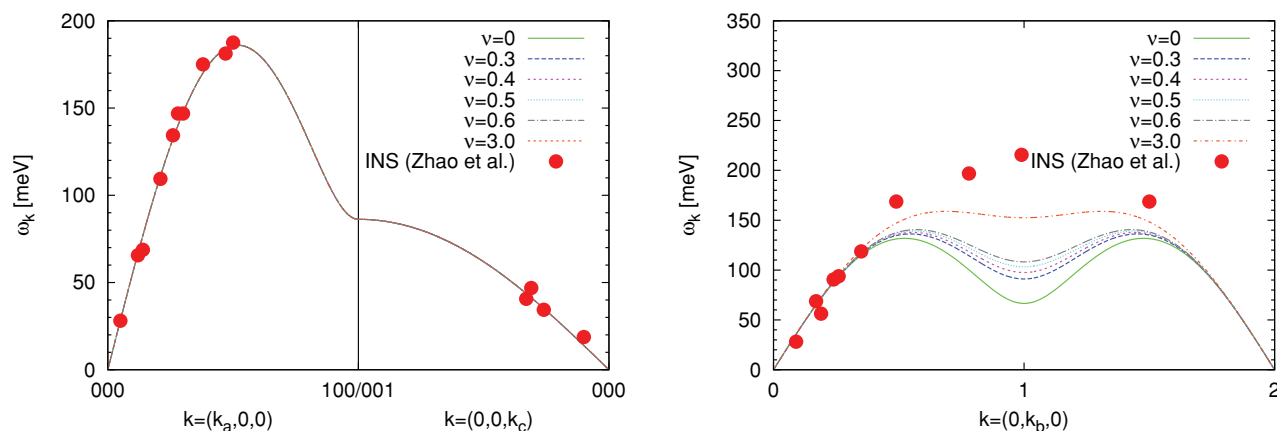 200
150
100
50
0
ω_k [meV]
ν=0
ν=0.3
ν=0.4
ν=0.5
ν=0.6
ν=3.0
INS (Zhao et al.)
000
100/001
000
k=(k_a,0,0)
k=(0,0,k_c)
350
300
250
200
150
100
50
0
ω_k [meV]
ν=0
ν=0.3
ν=0.4
ν=0.5
ν=0.6
ν=3.0
INS (Zhao et al.)
0
1
2
k=(0,k_b,0)